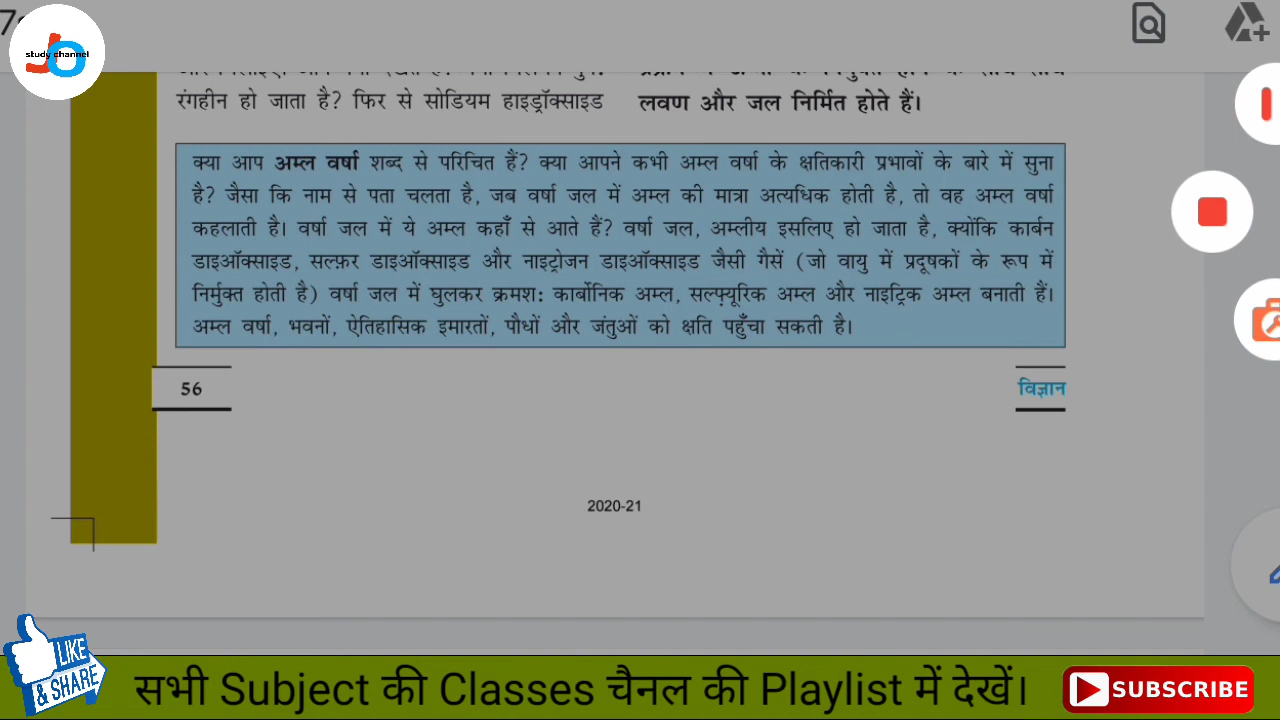 study channel
रंगहीन हो जाता है? फिर से सोडियम हाइड्रॉक्साइड
लवण और जल निर्मित होते हैं।
क्या आप अम्ल वर्षा शब्द से परिचित हैं? क्या आपने कभी अम्ल वर्षा के क्षतिकारी प्रभावों के बारे में सुना
है? जैसा कि नाम से पता चलता है, जब वर्षा जल में अम्ल की मात्रा अत्यधिक होती है, तो वह अम्ल वर्षा
कहलाती है। वर्षा जल में ये अम्ल कहाँ से आते हैं? वर्षा जल, अम्लीय इसलिए हो जाता है, क्योंकि कार्बन
डाइऑक्साइड, सल्फ़र डाइऑक्साइड और नाइट्रोजन डाइऑक्साइड जैसी गैसें (जो वायु में प्रदूषकों के रूप में
निर्मुक्त होती है) वर्षा जल में घुलकर क्रमशः कार्बोनिक अम्ल, सल्फ़्यूरिक अम्ल और नाइट्रिक अम्ल बनाती हैं।
अम्ल वर्षा, भवनों, ऐतिहासिक इमारतों, पौधों और जंतुओं को क्षति पहुँचा सकती है।
56
विज्ञान
2020-21
LIKE
& SHARE
सभी Subject की Classes चैनल की Playlist में देखें।
SUBSCRIBE